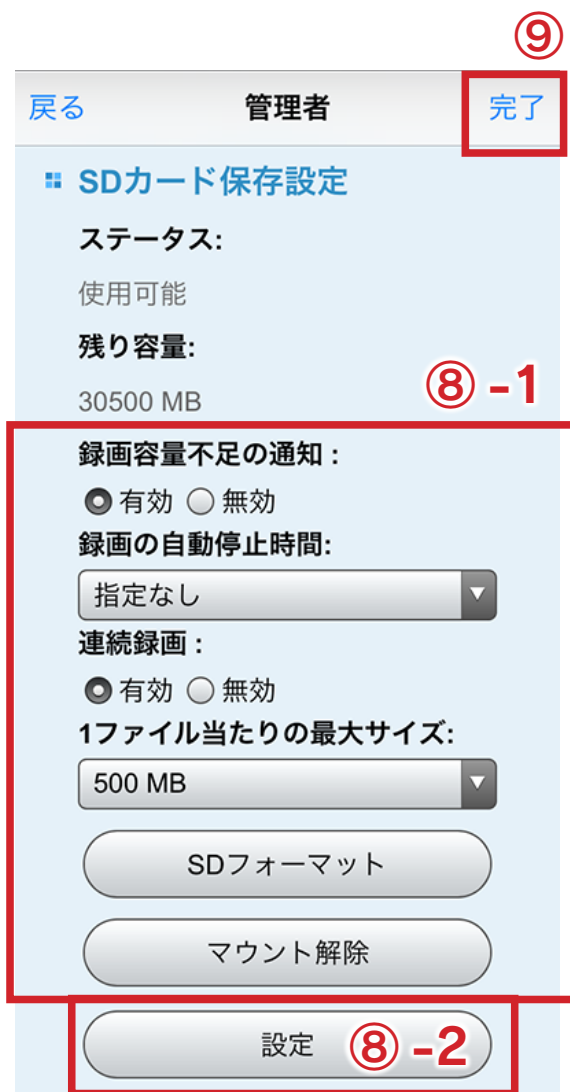 ⑨
戻る 管理者 完了
SDカード保存設定
ステータス:
使用可能
残り容量:
⑧-1
30500 MB
録画容量不足の通知 :
有効 無効
録画の自動停止時間:
指定なし
連続録画 :
有効 無効
1ファイル当たりの最大サイズ:
500 MB
SDフォーマット
マウント解除
設定 ⑧-2